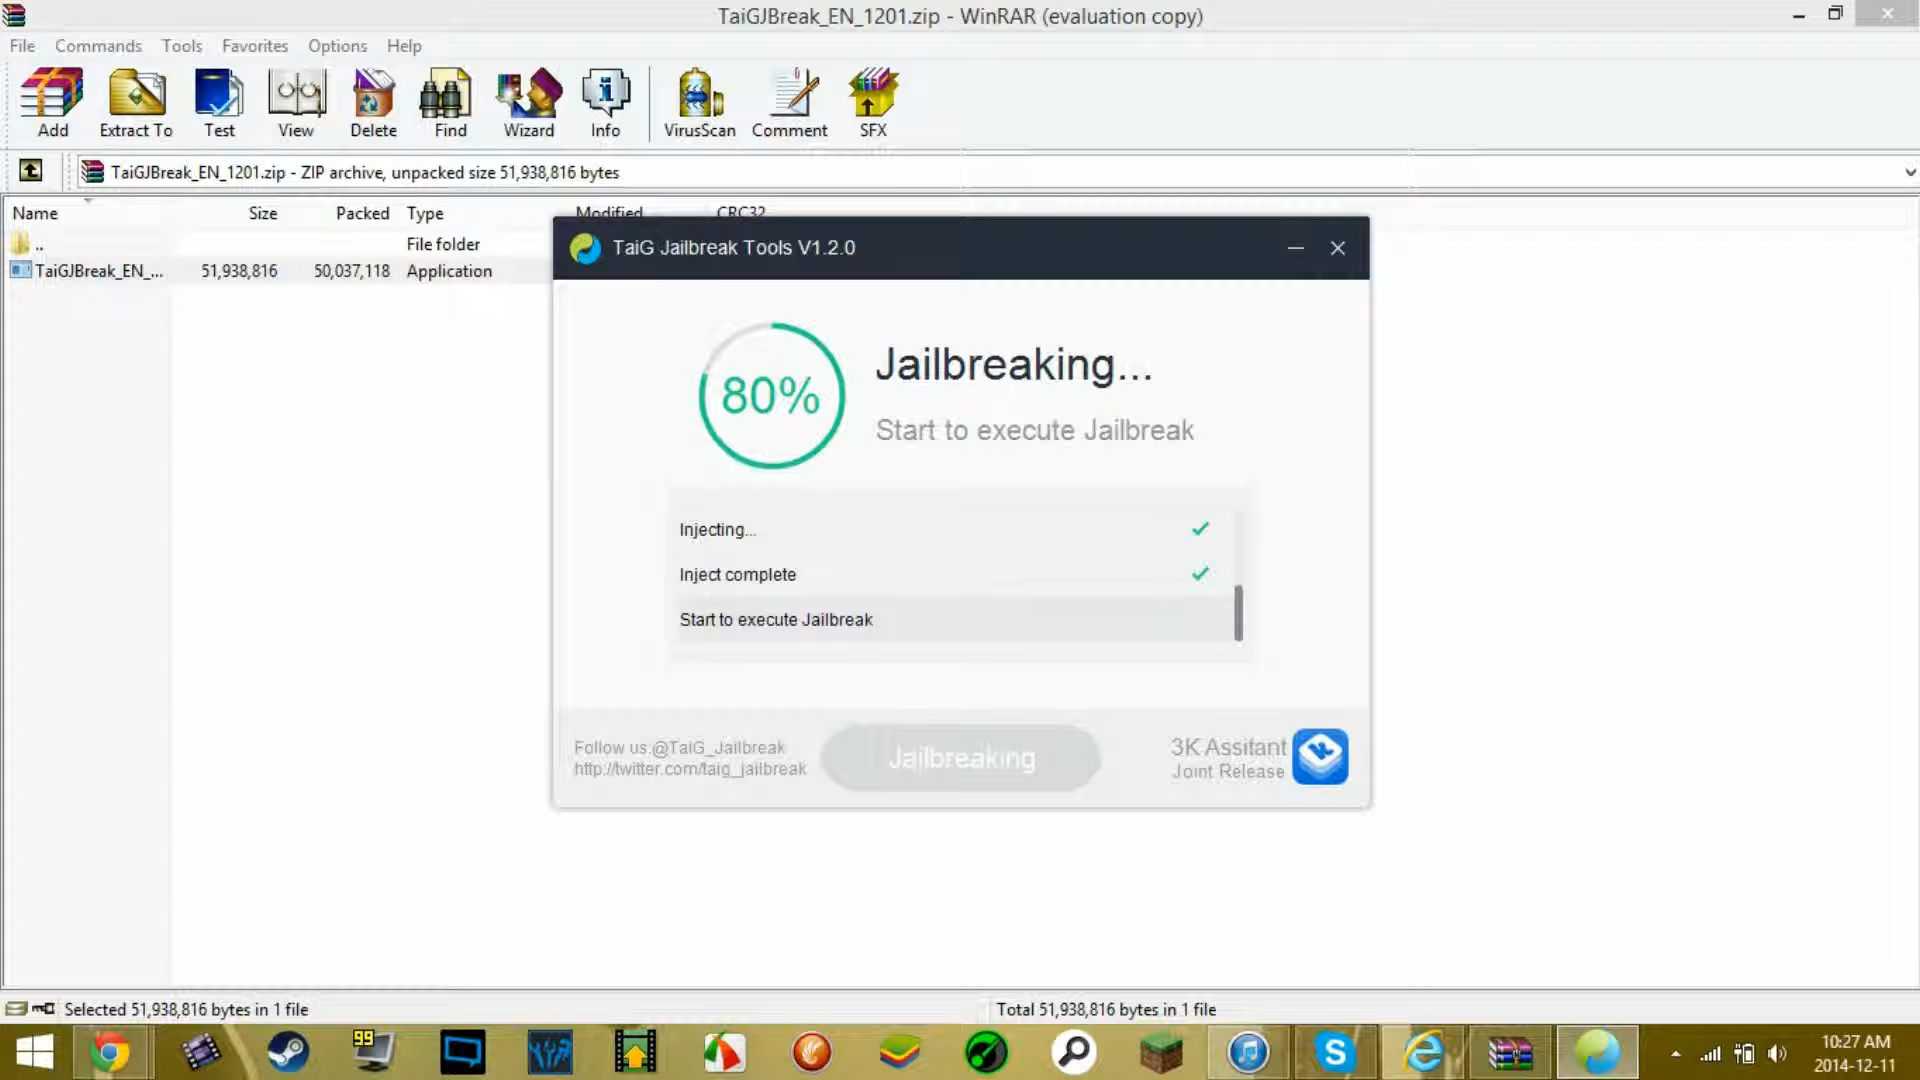 TaiGJBreak_EN_1201.zip - WinRAR (evaluation copy)
File Commands Tools Favorites Options Help
Add Extract To Test View Delete Find Wizard Info VirusScan Comment SFX
TaiGJBreak_EN_1201.zip - ZIP archive, unpacked size 51,938,816 bytes
Name Size Packed Type Modified CRC32
.. File folder
TaiGJBreak_EN_... 51,938,816 50,037,118 Application
TaiG Jailbreak Tools V1.2.0
80%
Jailbreaking...
Start to execute Jailbreak
Injecting...
Inject complete
Start to execute Jailbreak
Follow us:@TaiG_Jailbreak
http://twitter.com/taig_jailbreak
Jailbreaking
3K Assitant
Joint Release
Selected 51,938,816 bytes in 1 file
Total 51,938,816 bytes in 1 file
99
10:27 AM
2014-12-11